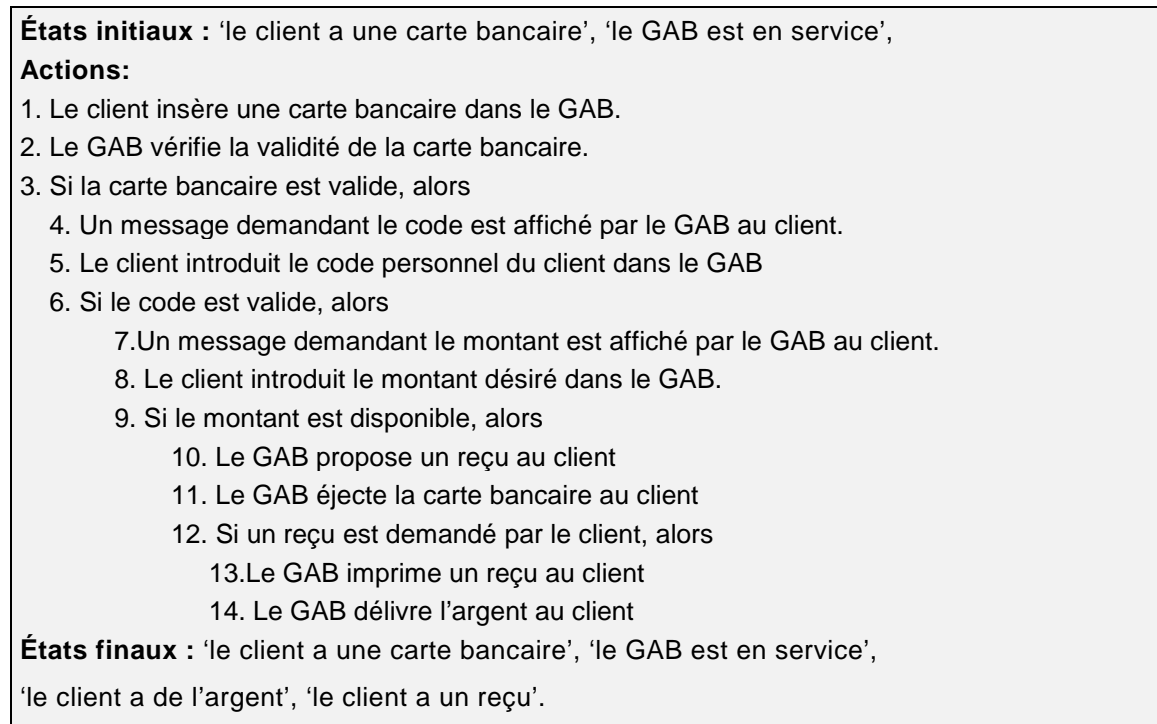 États initiaux : ‘le client a une carte bancaire’, ‘le GAB est en service’,
Actions:
1. Le client insère une carte bancaire dans le GAB.
2. Le GAB vérifie la validité de la carte bancaire.
3. Si la carte bancaire est valide, alors
4. Un message demandant le code est affiché par le GAB au client.
5. Le client introduit le code personnel du client dans le GAB
6. Si le code est valide, alors
7.Un message demandant le montant est affiché par le GAB au client.
8. Le client introduit le montant désiré dans le GAB.
9. Si le montant est disponible, alors
10. Le GAB propose un reçu au client
11. Le GAB éjecte la carte bancaire au client
12. Si un reçu est demandé par le client, alors
13.Le GAB imprime un reçu au client
14. Le GAB délivre l’argent au client
États finaux : ‘le client a une carte bancaire’, ‘le GAB est en service’,
‘le client a de l’argent’, ‘le client a un reçu’.